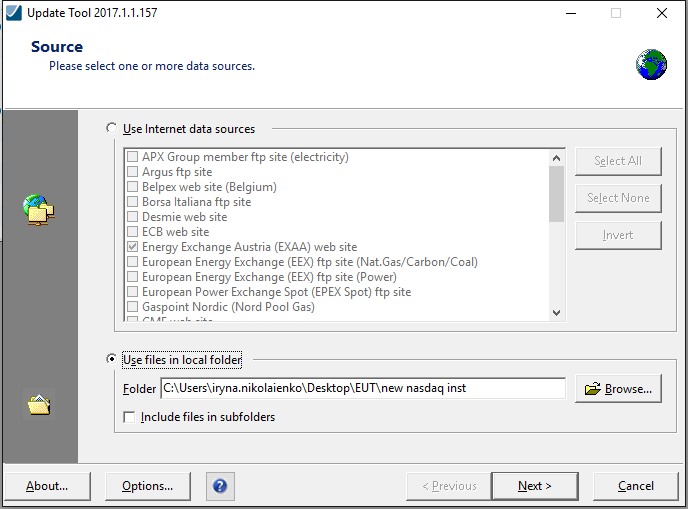 Update Tool 2017.1.1.157
Source
Please select one or more data sources.
Use Internet data sources
APX Group member ftp site (electricity)
Argus ftp site
Belpex web site (Belgium)
Borsa Italiana ftp site
Desmie web site
ECB web site
Energy Exchange Austria (EXAA) web site
European Energy Exchange (EEX) ftp site (Nat.Gas/Carbon/Coal)
European Energy Exchange (EEX) ftp site (Power)
European Power Exchange Spot (EPEX Spot) ftp site
Gaspoint Nordic (Nord Pool Gas)
CME web site
Select All
Select None
Invert
Use files in local folder
Folder C:\Users\iryna.nikolaienko\Desktop\EUT\new nasdaq inst Browse...
Include files in subfolders
About... Options... ? < Previous Next > Cancel